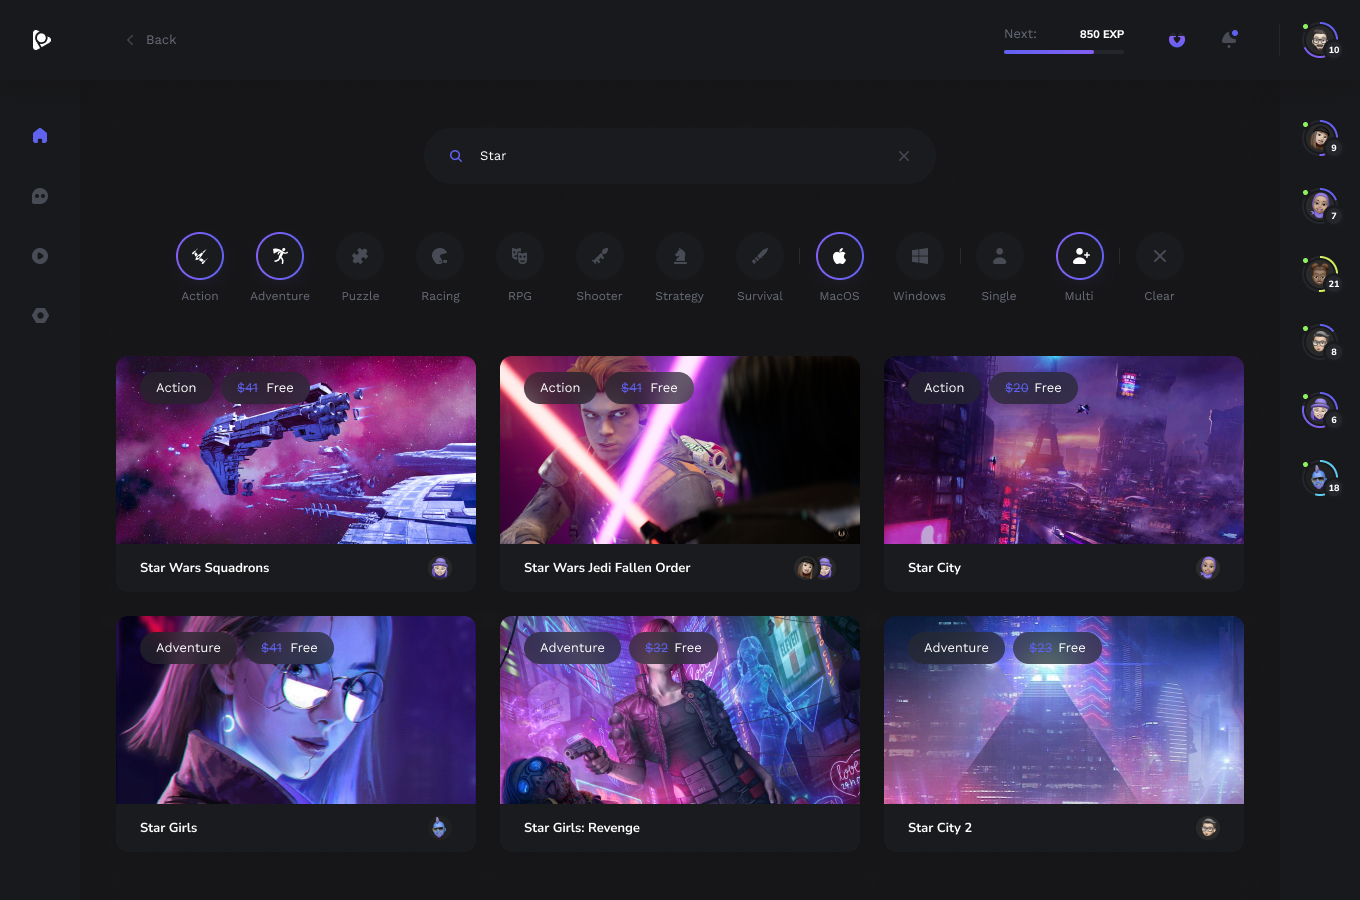 Back
Next: 850 EXP
10
Star
Action Adventure Puzzle Racing RPG Shooter Strategy Survival MacOS Windows Single Multi Clear
9
7
21
8
6
18
Action $41 Free
Star Wars Squadrons
Action $41 Free
Star Wars Jedi Fallen Order
Action $20 Free
Star City
Adventure $41 Free
Star Girls
Adventure $32 Free
ELEVEN
love
Star Girls: Revenge
Adventure $23 Free
Star City 2